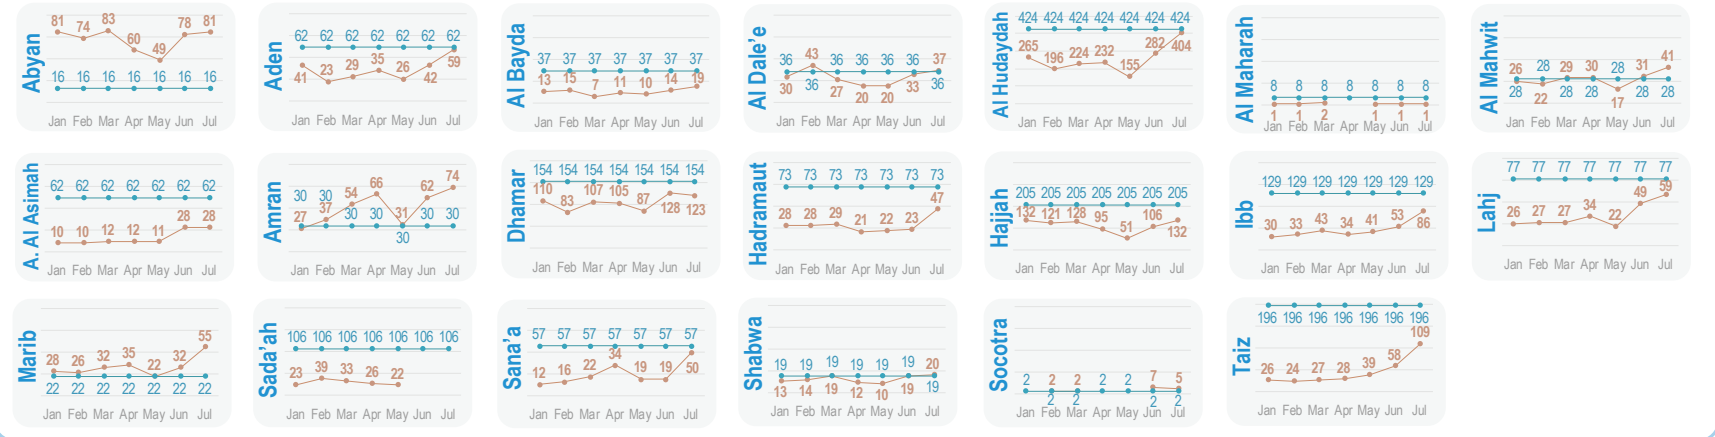 Abyan
81 74 83 60 49 78 81
16 16 16 16 16 16 16
Jan Feb Mar Apr May Jun Jul
Aden
62 62 62 62 62 62 62
41 23 29 35 26 42 59
Jan Feb Mar Apr May Jun Jul
Al Bayda
37 37 37 37 37 37 37
13 15 7 11 10 14 19
Jan Feb Mar Apr May Jun Jul
Al Dale'e
36 43 36 36 36 36 37
30 36 27 20 20 33 36
Jan Feb Mar Apr May Jun Jul
Al Hudaydah
424 424 424 424 424 424 424
265 196 224 232 155 282 404
Jan Feb Mar Apr May Jun Jul
Al Maharah
8 8 8 8 8 8 8
1 1 2 1 1 1
Jan Feb Mar Apr May Jun Jul
Al Mahwit
26 28 29 30 28 31 41
28 22 28 28 17 28 28
Jan Feb Mar Apr May Jun Jul
A. Al Asimah
62 62 62 62 62 62 62
10 10 12 12 11 28 28
Jan Feb Mar Apr May Jun Jul
Amran
30 30 54 66 31 62 74
27 37 30 30 30 30 30
Jan Feb Mar Apr May Jun Jul
Dhamar
154 154 154 154 154 154 154
110 83 107 105 87 128 123
Jan Feb Mar Apr May Jun Jul
Hadramaut
73 73 73 73 73 73 73
28 28 29 21 22 23 47
Jan Feb Mar Apr May Jun Jul
Hajjah
205 205 205 205 205 205 205
132 121 128 95 51 106 132
Jan Feb Mar Apr May Jun Jul
Ibb
129 129 129 129 129 129 129
30 33 43 34 41 53 86
Jan Feb Mar Apr May Jun Jul
Lahj
77 77 77 77 77 77 77
26 27 27 34 22 49 59
Jan Feb Mar Apr May Jun Jul
Marib
28 26 32 35 22 32 55
22 22 22 22 22 22 22
Jan Feb Mar Apr May Jun Jul
Sada'ah
106 106 106 106 106 106 106
23 39 33 26 22
Jan Feb Mar Apr May Jun Jul
Sana'a
57 57 57 57 57 57 57
12 16 22 34 19 19 50
Jan Feb Mar Apr May Jun Jul
Shabwa
19 19 19 19 19 19 20
13 14 19 12 10 19 19
Jan Feb Mar Apr May Jun Jul
Socotra
2 2 2 2 2 7 5
2 2 2 2
Jan Feb Mar Apr May Jun Jul
Taiz
196 196 196 196 196 196 196
26 24 27 28 39 58 109
Jan Feb Mar Apr May Jun Jul